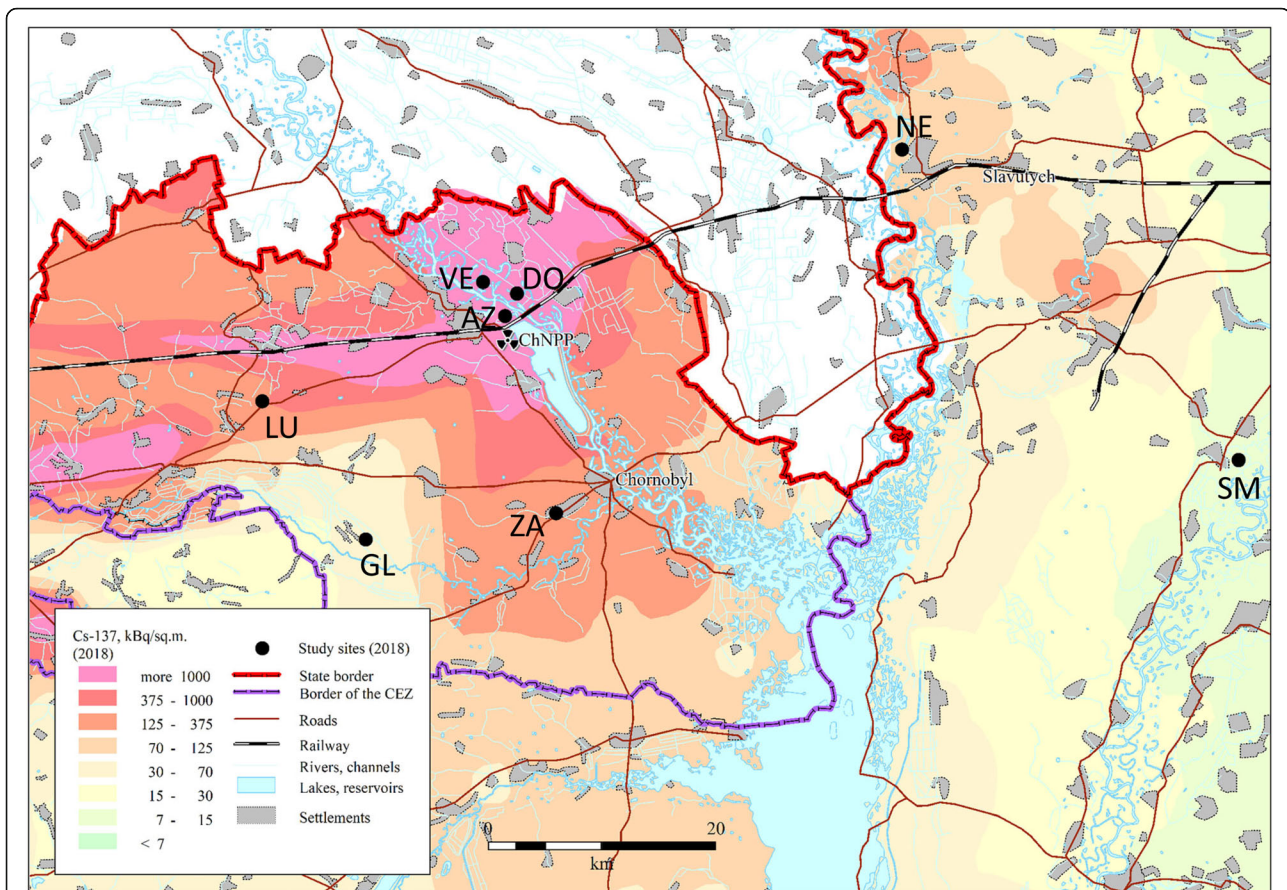 NE
Slavutych
VE
DO
AZ
ChNPP
LU
SM
Chornobyl
ZA
GL
Cs-137, kBq/sq.m.
(2018)
more 1000
375 - 1000
125 - 375
70 - 125
30 - 70
15 - 30
7 - 15
< 7
Study sites (2018)
State border
Border of the CEZ
Roads
Railway
Rivers, channels
Lakes, reservoirs
Settlements
0 20
km